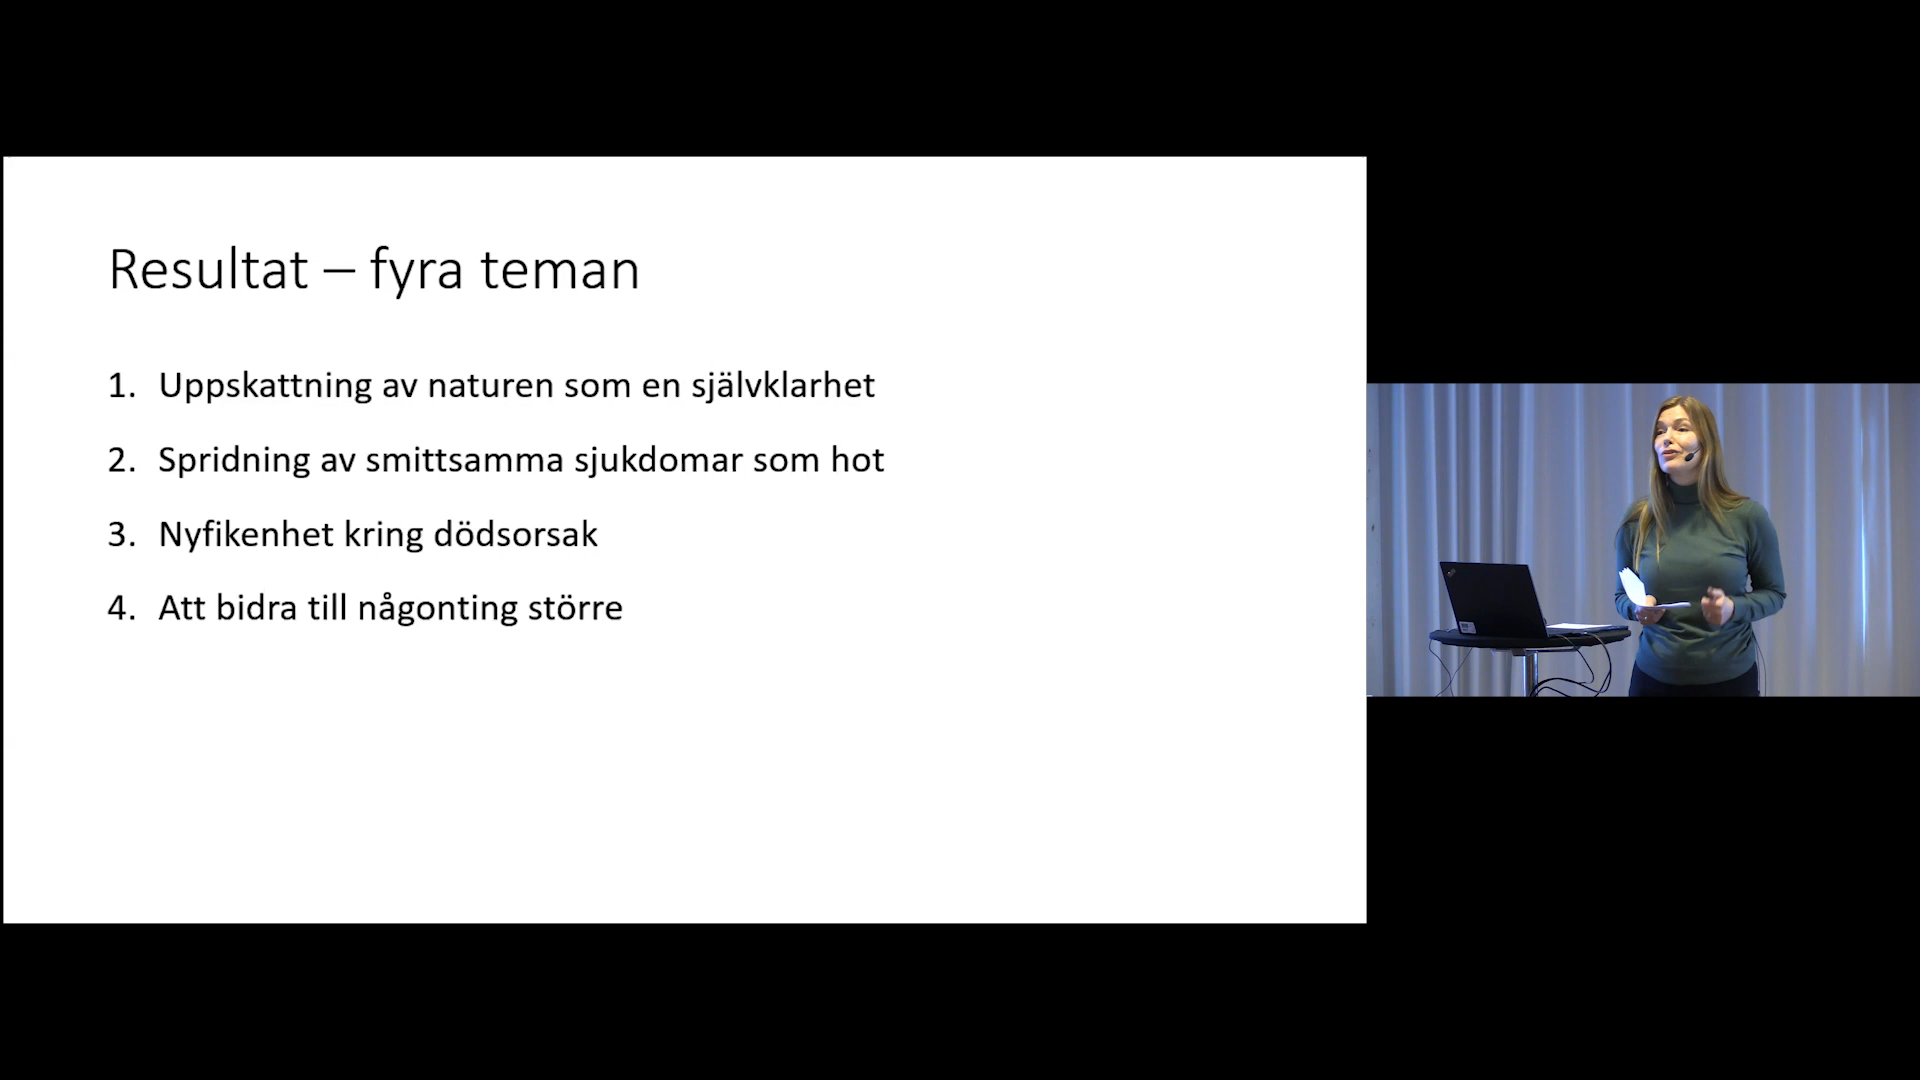 Resultat – fyra teman
1. Uppskattning av naturen som en självklarhet
2. Spridning av smittsamma sjukdomar som hot
3. Nyfikenhet kring dödsorsak
4. Att bidra till någonting större